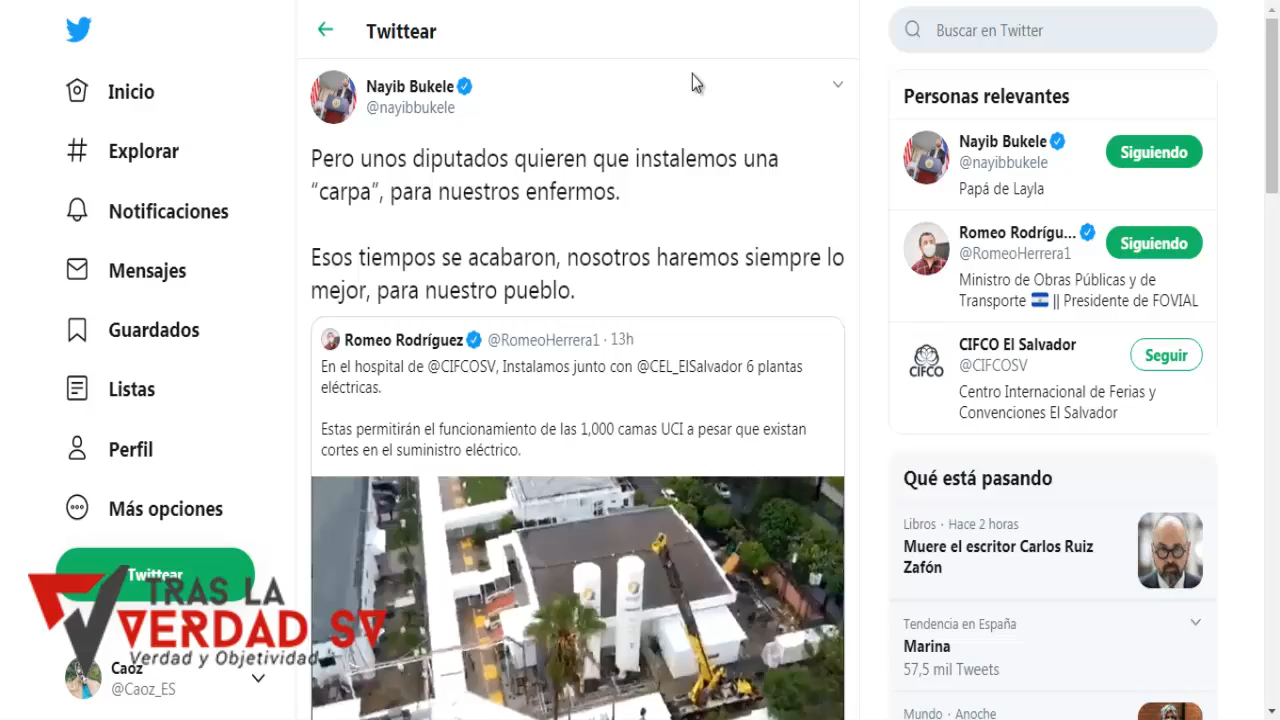 Inicio
Explorar
Notificaciones
Mensajes
Guardados
Listas
Perfil
Más opciones
Twittear
TRAS LA
VERDAD SV
Verdad y Objetividad
Caoz
@Caoz_ES
Twittear
Nayib Bukele
@nayibbukele
Pero unos diputados quieren que instalemos una
“carpa”, para nuestros enfermos.
Esos tiempos se acabaron, nosotros haremos siempre lo
mejor, para nuestro pueblo.
Romeo Rodríguez @RomeoHerrera1 · 13h
En el hospital de @CIFCOSV, Instalamos junto con @CEL_ElSalvador 6 plantas
eléctricas.
Estas permitirán el funcionamiento de las 1,000 camas UCI a pesar que existan
cortes en el suministro eléctrico.
Buscar en Twitter
Personas relevantes
Nayib Bukele
@nayibbukele
Siguiendo
Papá de Layla
Romeo Rodrígu...
@RomeoHerrera1
Siguiendo
Ministro de Obras Públicas y de
Transporte 🇸🇻 || Presidente de FOVIAL
CIFCO
CIFCO El Salvador
@CIFCOSV
Seguir
Centro Internacional de Ferias y
Convenciones El Salvador
Qué está pasando
Libros · Hace 2 horas
Muere el escritor Carlos Ruiz
Zafón
Tendencia en España
Marina
57,5 mil Tweets
Mundo · Anoche